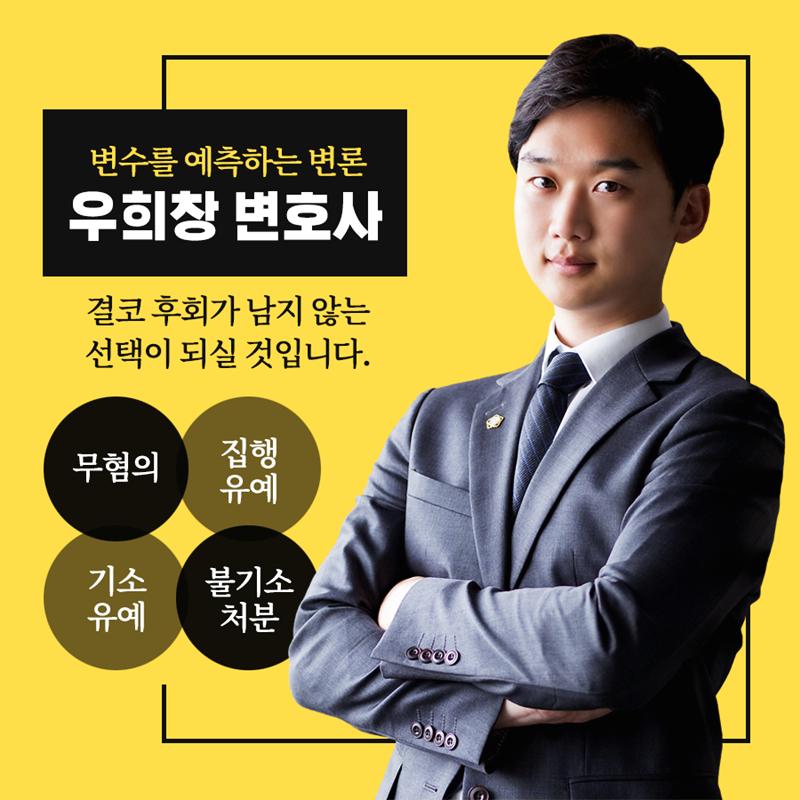 변수를 예측하는 변론
우희창 변호사
결코 후회가 남지 않는
선택이 되실 것입니다.
무혐의
집행
유예
기소
유예
불기소
처분